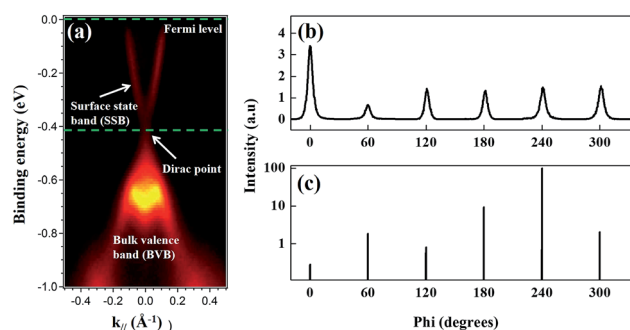 (a)
Fermi level
Surface state
band (SSB)
Dirac point
Bulk valence
band (BVB)
Binding energy (eV)
0.0
-0.2
-0.4
-0.6
-0.8
-1.0
-0.4 -0.2 0.0 0.2 0.4
k// (Å-1)
)
(b)
Intensity (a.u)
4
3
2
1
0
0 60 120 180 240 300
(c)
100
10
1
0 60 120 180 240 300
Phi (degrees)